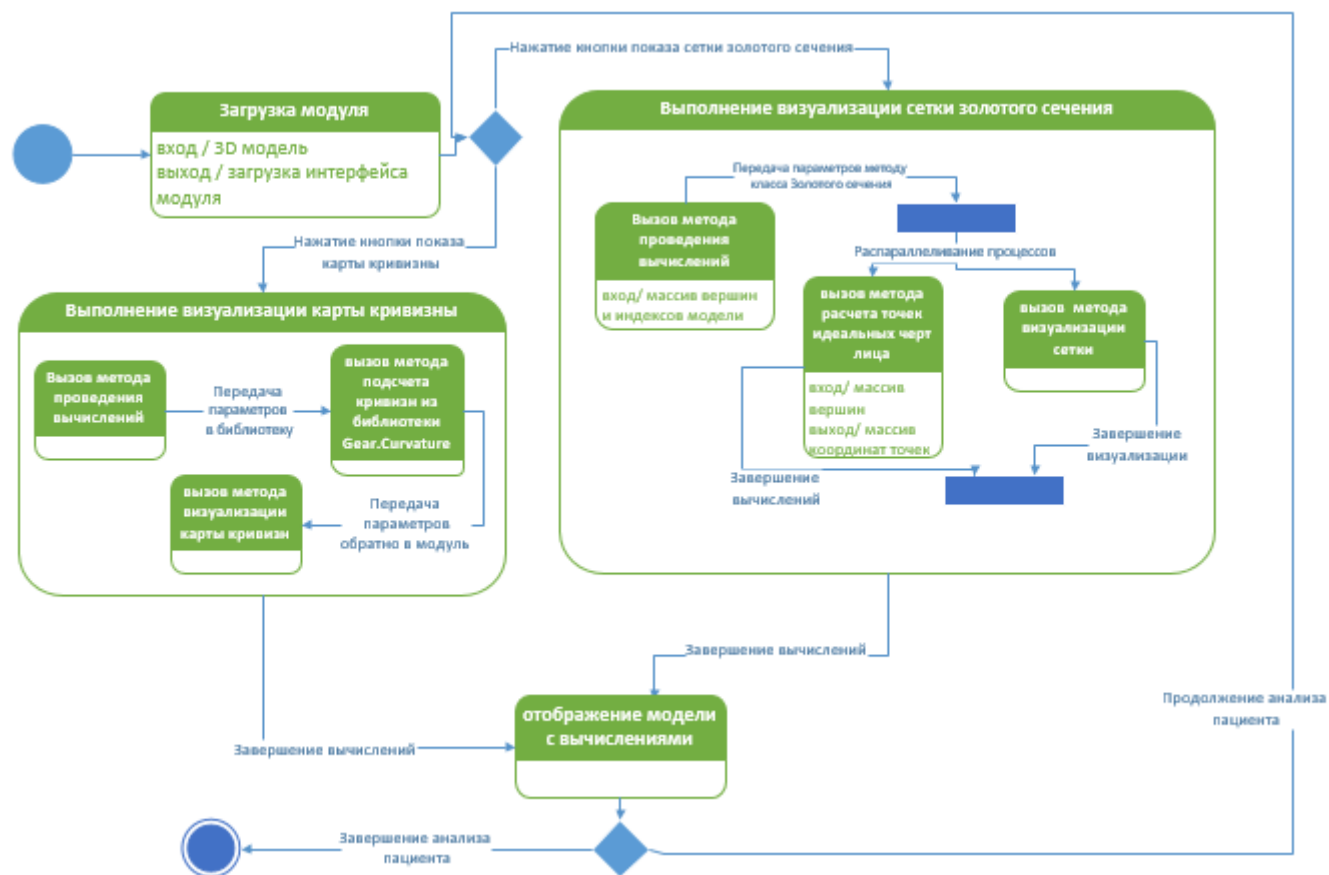 Нажатие кнопки показа сетки золотого сечения
Загрузка модуля
вход / 3D модель
выход / загрузка интерфейса
модуля
Выполнение визуализации сетки золотого сечения
Передача параметров методу
класса Золотого сечения
Вызов метода
проведения
вычислений
вход/ массив вершин
и индексов модели
Распараллеливание процессов
вызов метода
расчета точек
идеальных черт
лица
вход/ массив
вершин
выход/ массив
координат точек
вызов метода
визуализации
сетки
Завершение
визуализации
Завершение
вычислений
Нажатие кнопки показа
карты кривизны
Выполнение визуализации карты кривизны
Вызов метода
проведения
вычислений
Передача
параметров
в библиотеку
вызов метода
подсчета
кривизн из
библиотеки
Gear.Curvature
вызов метода
визуализации
карты кривизн
Передача
параметров
обратно в модуль
Завершение вычислений
Продолжение анализа
пациента
отображение модели
с вычислениями
Завершение вычислений
Завершение анализа
пациента